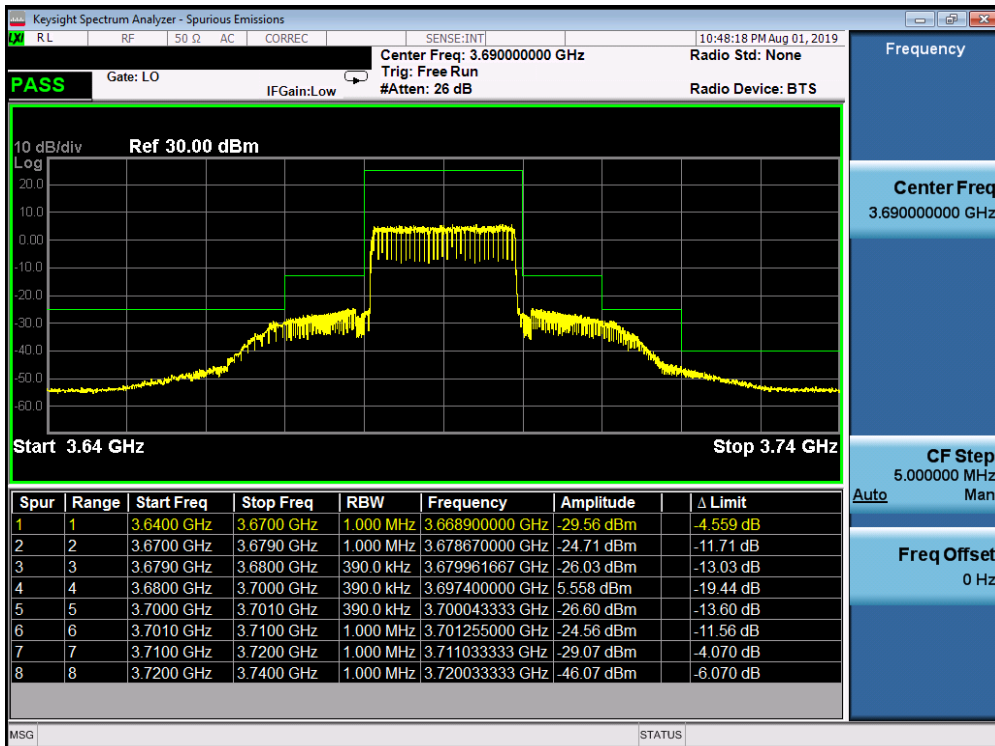 Keysight Spectrum Analyzer - Spurious Emissions
LXI RL RF 50 Ω AC CORREC SENSE:INT 10:48:18 PM Aug 01, 2019
Center Freq: 3.690000000 GHz Radio Std: None
Gate: LO Trig: Free Run
PASS IFGain:Low #Atten: 26 dB Radio Device: BTS
10 dB/div Ref 30.00 dBm
Log
20.0
10.0
0.00
-10.0
-20.0
-30.0
-40.0
-50.0
-60.0
Start 3.64 GHz Stop 3.74 GHz
Spur Range Start Freq Stop Freq RBW Frequency Amplitude Δ Limit
1 1 3.6400 GHz 3.6700 GHz 1.000 MHz 3.668900000 GHz -29.56 dBm -4.559 dB
2 2 3.6700 GHz 3.6790 GHz 1.000 MHz 3.678670000 GHz -24.71 dBm -11.71 dB
3 3 3.6790 GHz 3.6800 GHz 390.0 kHz 3.679961667 GHz -26.03 dBm -13.03 dB
4 4 3.6800 GHz 3.7000 GHz 390.0 kHz 3.697400000 GHz 5.558 dBm -19.44 dB
5 5 3.7000 GHz 3.7010 GHz 390.0 kHz 3.700043333 GHz -26.60 dBm -13.60 dB
6 6 3.7010 GHz 3.7100 GHz 1.000 MHz 3.701255000 GHz -24.56 dBm -11.56 dB
7 7 3.7100 GHz 3.7200 GHz 1.000 MHz 3.711033333 GHz -29.07 dBm -4.070 dB
8 8 3.7200 GHz 3.7400 GHz 1.000 MHz 3.720033333 GHz -46.07 dBm -6.070 dB
MSG STATUS
Frequency
Center Freq
3.690000000 GHz
CF Step
5.000000 MHz
Auto Man
Freq Offset
0 Hz